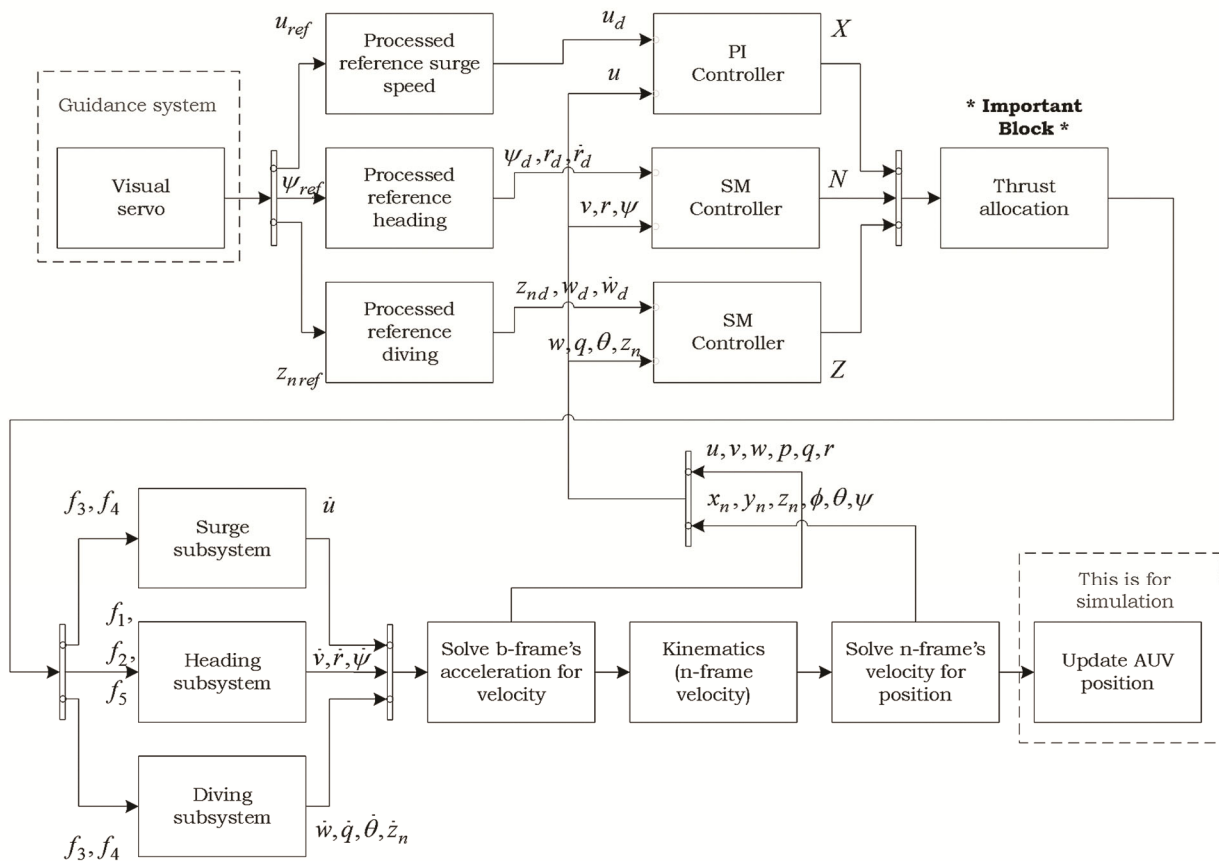 u_ref
Processed
reference surge
speed
u_d
u
PI
Controller
X
Guidance system
Visual
servo
ψ_ref
Processed
reference
heading
ψ_d, r_d, ṙ_d
v, r, ψ
SM
Controller
N
* Important
Block *
Thrust
allocation
Processed
reference
diving
z_nref
z_nd, w_d, ẇ_d
w, q, θ, z_n
SM
Controller
Z
u, v, w, p, q, r
x_n, y_n, z_n, ϕ, θ, ψ
f_3, f_4
Surge
subsystem
u̇
f_1,
f_2,
f_5
Heading
subsystem
v̇, ṙ, ψ̇
Diving
subsystem
f_3, f_4
ẇ, q̇, θ̇, ż_n
Solve b-frame's
acceleration for
velocity
Kinematics
(n-frame
velocity)
Solve n-frame's
velocity for
position
This is for
simulation
Update AUV
position